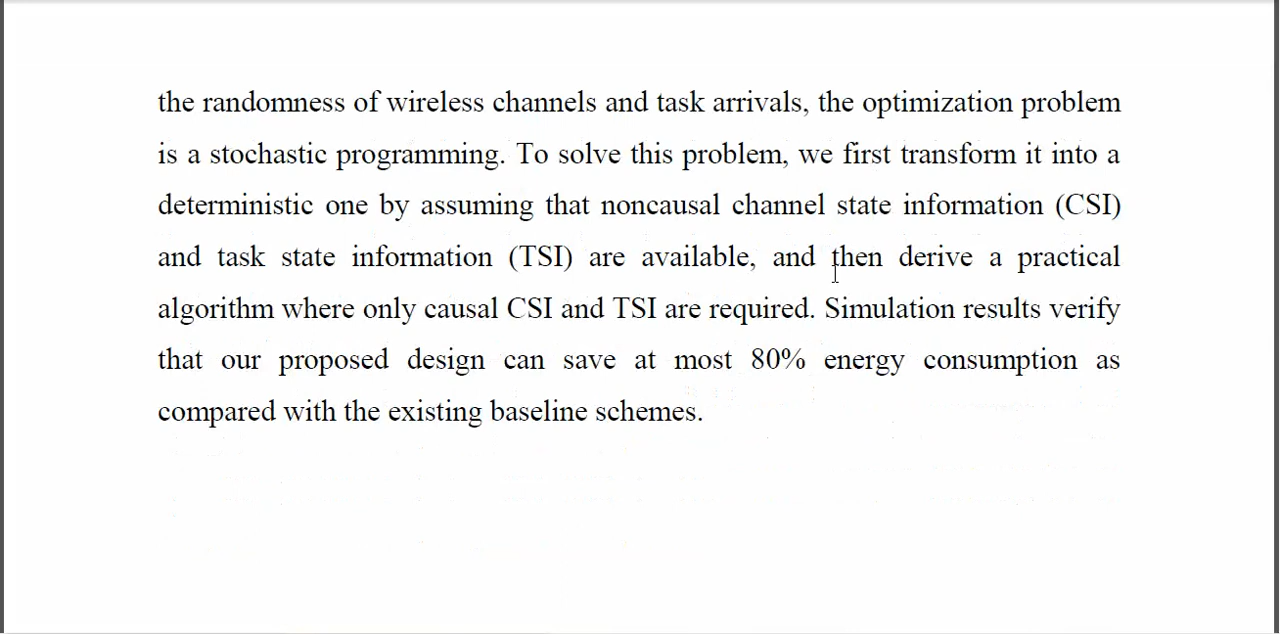 the randomness of wireless channels and task arrivals, the optimization problem
is a stochastic programming. To solve this problem, we first transform it into a
deterministic one by assuming that noncausal channel state information (CSI)
and task state information (TSI) are available, and then derive a practical
algorithm where only causal CSI and TSI are required. Simulation results verify
that our proposed design can save at most 80% energy consumption as
compared with the existing baseline schemes.